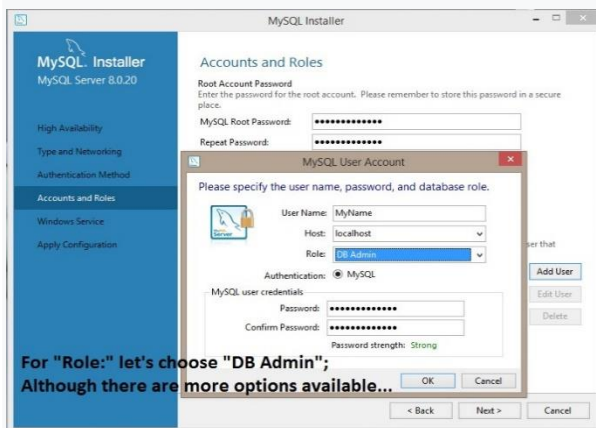 MySQL Installer
MySQL. Installer
MySQL Server 8.0.20
High Availability
Type and Networking
Authentication Method
Accounts and Roles
Windows Service
Apply Configuration
Accounts and Roles
Root Account Password
Enter the password for the root account. Please remember to store this password in a secure
place.
MySQL Root Password: •••••••••••••
Repeat Password: •••••••••••••
MySQL User Account
Please specify the user name, password, and database role.
Server
User Name: MyName
Host: localhost
Role: DB Admin
Authentication: MySQL
MySQL user credentials
Password: •••••••••••••
Confirm Password: •••••••••••••
Password strength: Strong
OK Cancel
ser that
Add User
Edit User
Delete
For "Role:" let's choose "DB Admin";
Although there are more options available...
< Back Next > Cancel